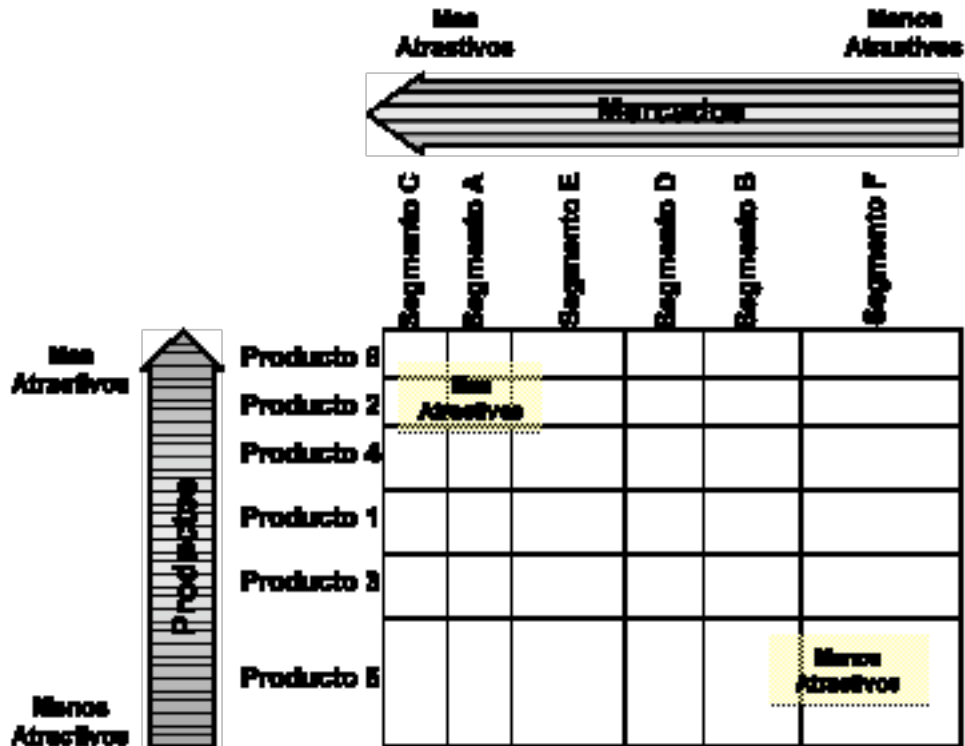 Mas
Atractivos
Menos
Atractivos
Mercados
Segmento C
Segmento A
Segmento E
Segmento D
Segmento B
Segmento F
Mas
Atractivos
Productos
Menos
Atractivos
Producto 6
Producto 2
Producto 4
Producto 1
Producto 3
Producto 5
Mas
Atractivos
Menos
Atractivos